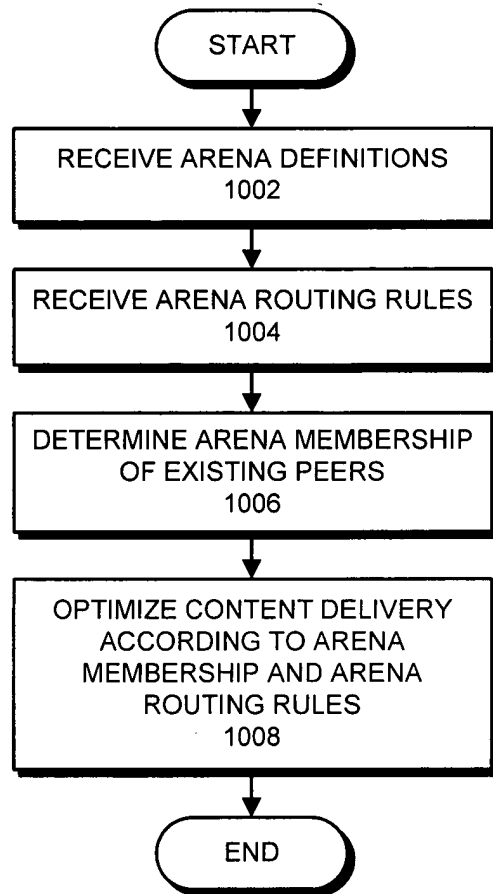 START
RECEIVE ARENA DEFINITIONS
1002
RECEIVE ARENA ROUTING RULES
1004
DETERMINE ARENA MEMBERSHIP
OF EXISTING PEERS
1006
OPTIMIZE CONTENT DELIVERY
ACCORDING TO ARENA
MEMBERSHIP AND ARENA
ROUTING RULES
1008
END